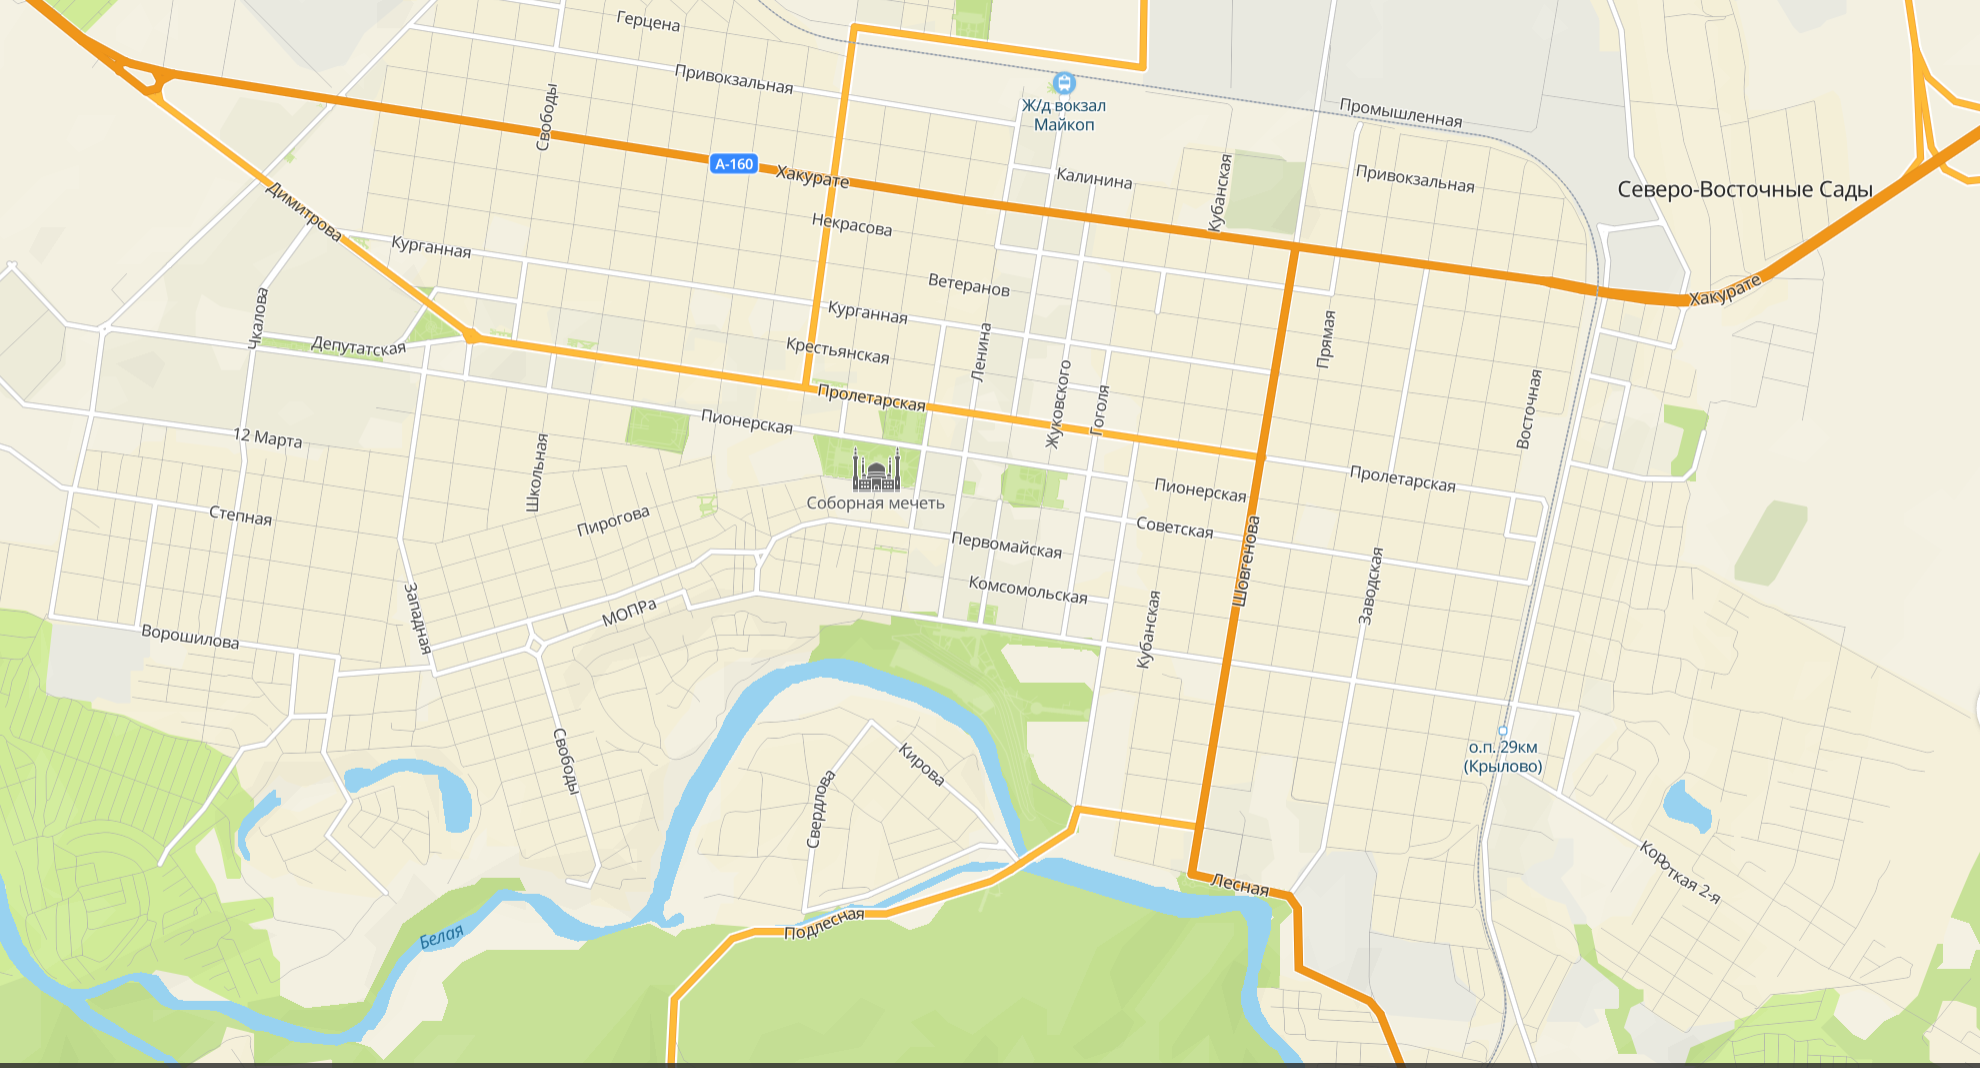 Герцена
Привокзальная
Свободы
Ж/д вокзал
Майкоп
Промышленная
А-160
Хакурате
Калинина
Кубанская
Привокзальная
Северо-Восточные Сады
Димитрова
Некрасова
Курганная
Ветеранов
Хакурате
Чкалова
Курганная
Депутатская
Крестьянская
Ленина
Прямая
Пролетарская
Жуковского
Гоголя
Восточная
Пионерская
12 Марта
Школьная
Пролетарская
Пионерская
Соборная мечеть
Степная
Пирогова
Советская
Первомайская
Шовгенова
Комсомольская
Заводская
Западная
МОПРа
Ворошилова
Кубанская
Свободы
Кирова
о.п. 29км
(Крылово)
Свердлова
Короткая 2-я
Лесная
Подлесная
Белая